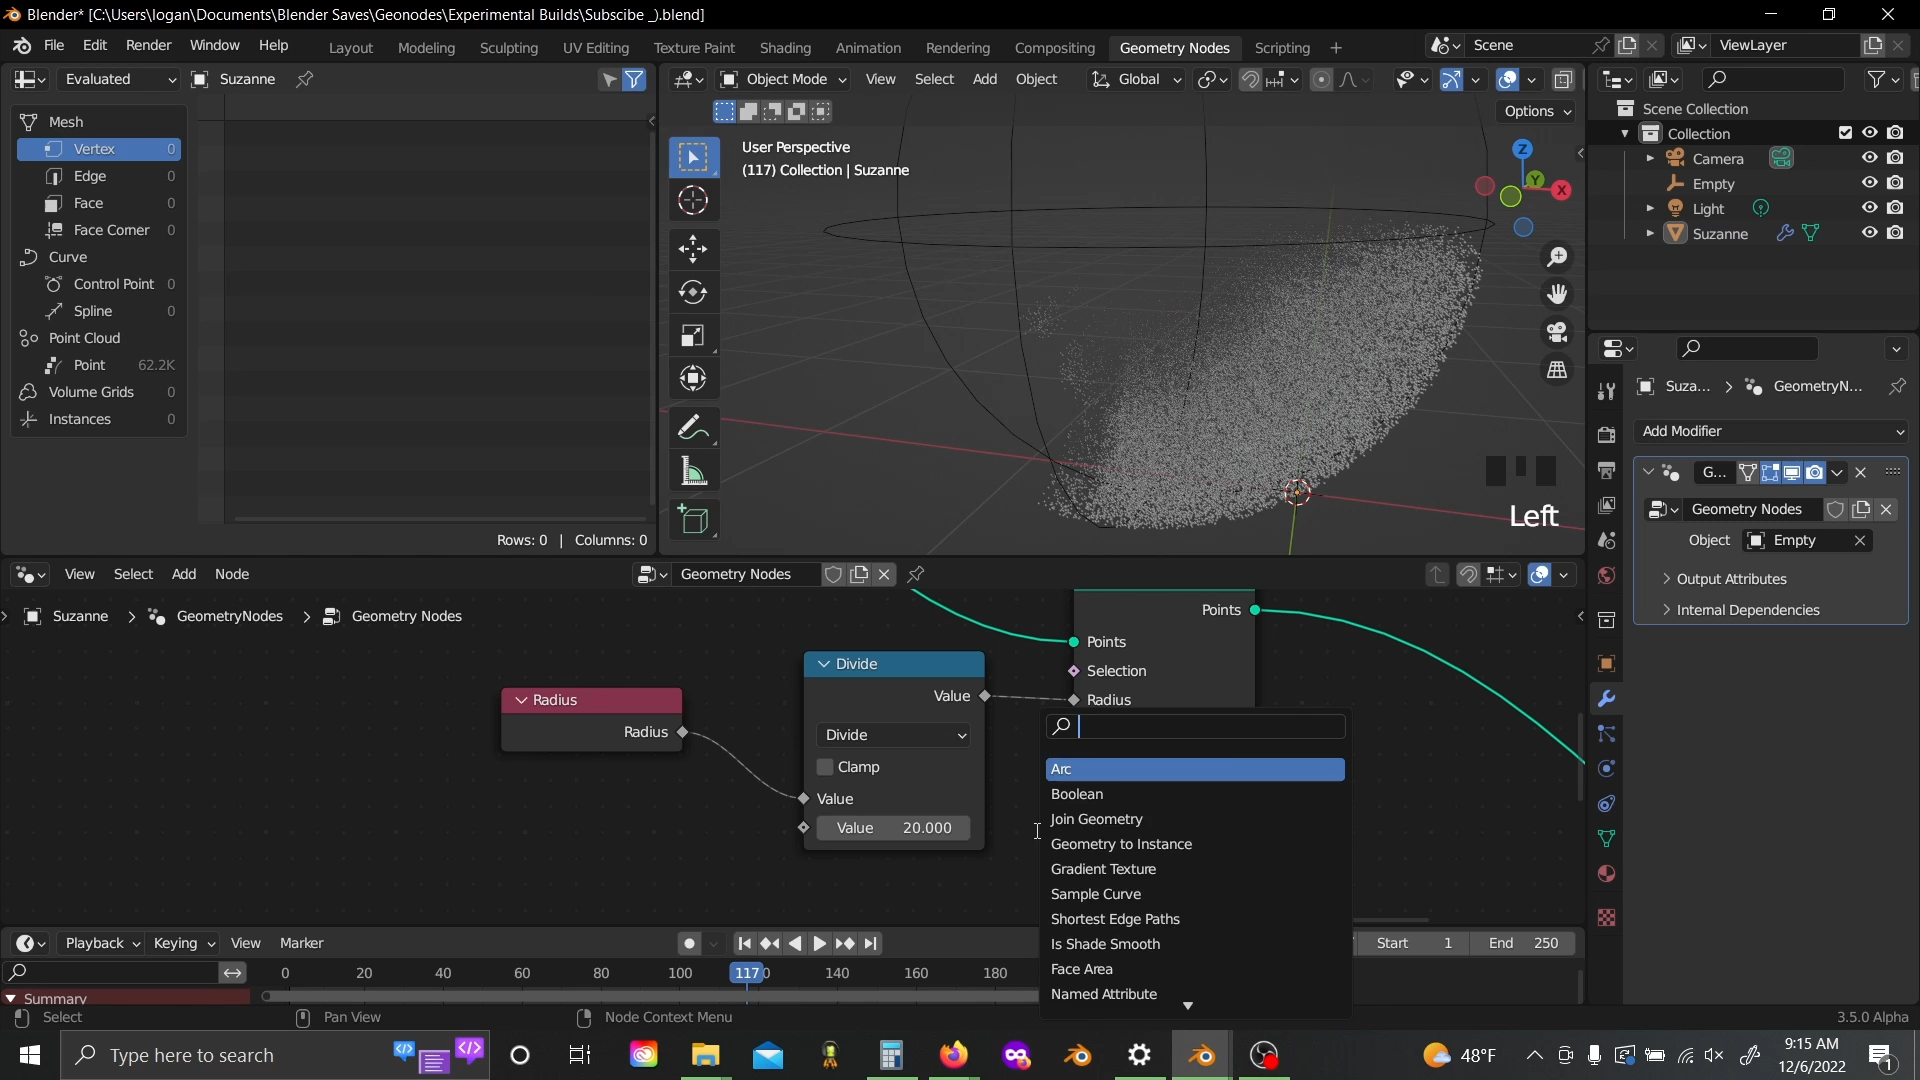 Blender* [C:\Users\logan\Documents\Blender Saves\Geonodes\Experimental Builds\Subscibe _).blend]
File Edit Render Window Help Layout Modeling Sculpting UV Editing Texture Paint Shading Animation Rendering Compositing Geometry Nodes Scripting + Scene ViewLayer
Evaluated Suzanne Object Mode View Select Add Object Global
Options
Mesh
Vertex 0
Edge 0
Face 0
Face Corner 0
Curve
Control Point 0
Spline 0
Point Cloud
Point 62.2K
Volume Grids 0
Instances 0
Rows: 0 | Columns: 0
User Perspective
(117) Collection | Suzanne
Z
Y
X
Left
Scene Collection
Collection
Camera
Empty
Light
Suzanne
Suza... > GeometryN...
Add Modifier
G...
Geometry Nodes
Object Empty
Output Attributes
Internal Dependencies
View Select Add Node Geometry Nodes
Suzanne > GeometryNodes > Geometry Nodes
Radius
Radius
Divide
Value
Divide
Clamp
Value
Value 20.000
Points
Points
Selection
Radius
Arc
Boolean
Join Geometry
Geometry to Instance
Gradient Texture
Sample Curve
Shortest Edge Paths
Is Shade Smooth
Face Area
Named Attribute
Playback Keying View Marker Start 1 End 250
0 20 40 60 80 100 117 140 160 180
Summary
Select Pan View Node Context Menu 3.5.0 Alpha
Type here to search 48°F 9:15 AM
12/6/2022
1